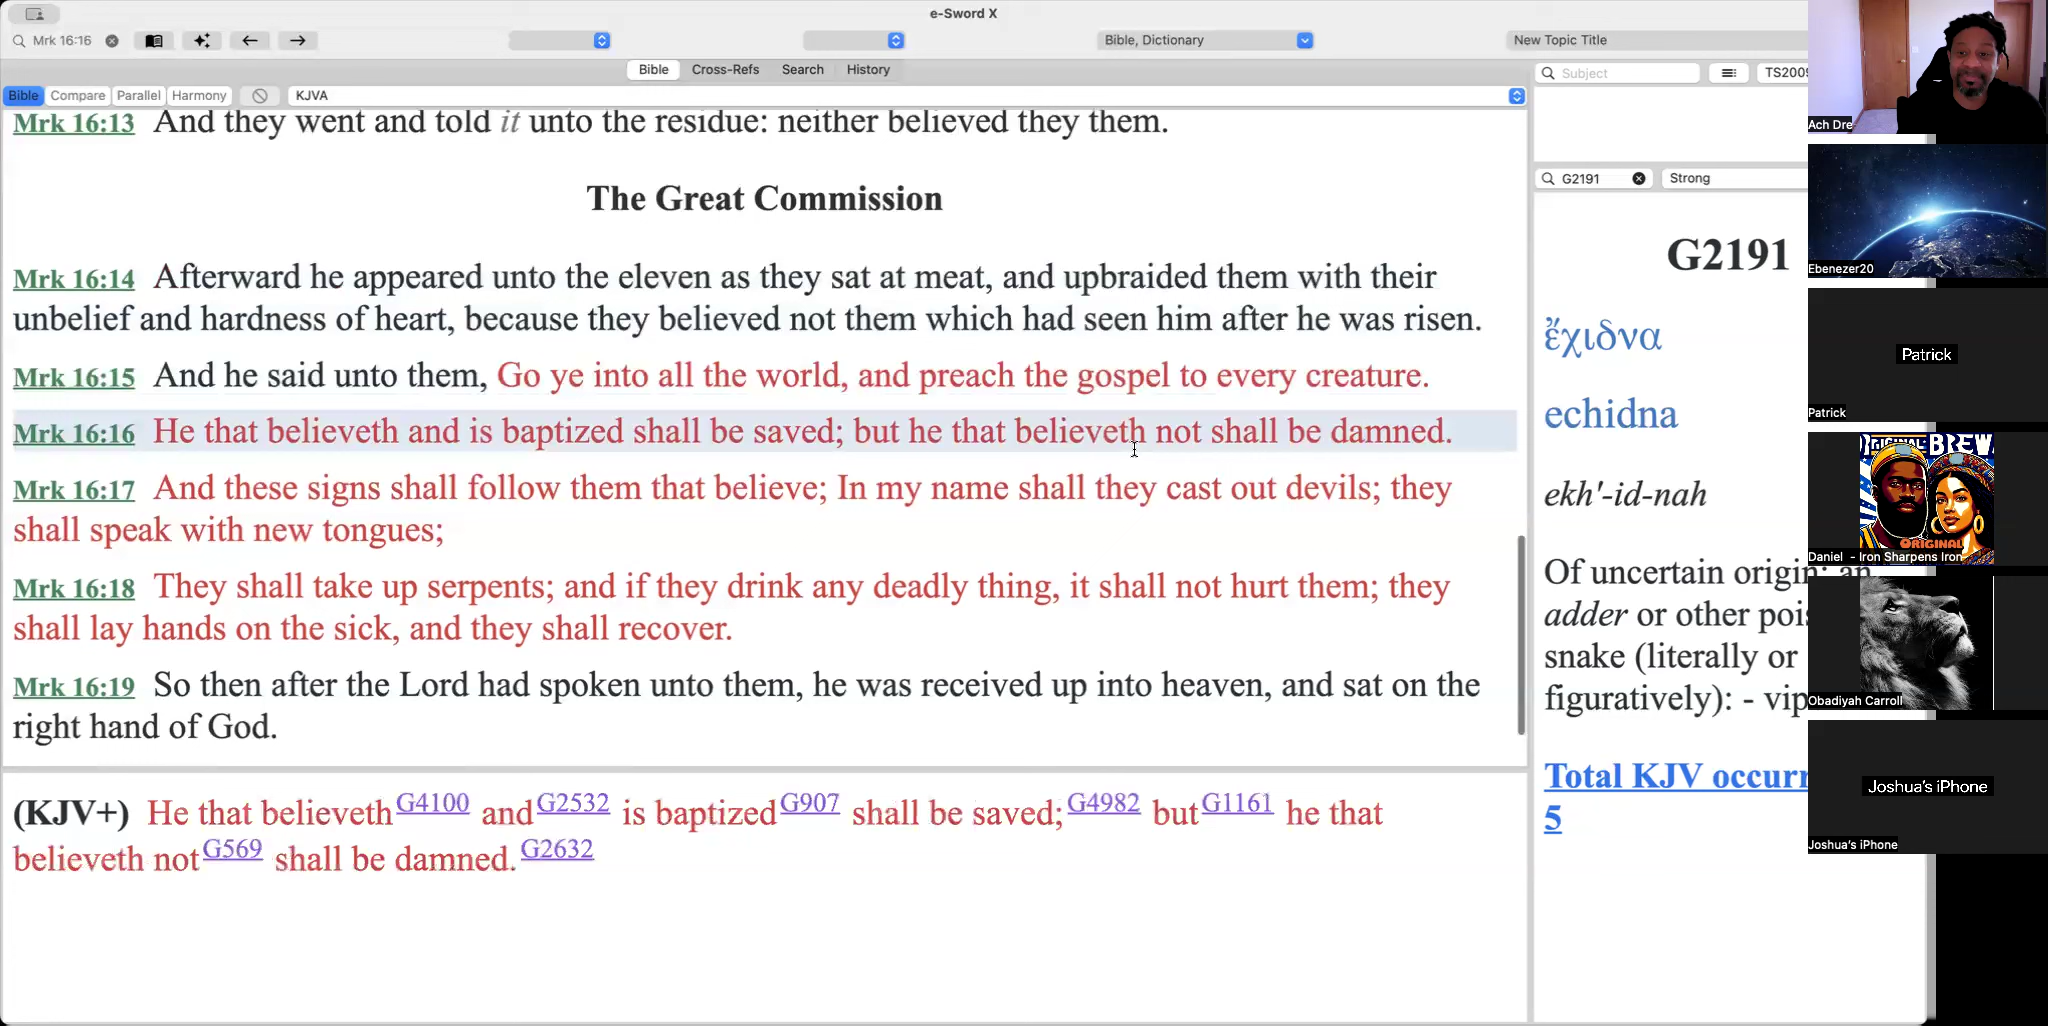 e-Sword X
Mrk 16:16
Bible, Dictionary
New Topic Title
Bible Cross-Refs Search History
Bible Compare Parallel Harmony KJVA
Mrk 16:13 And they went and told it unto the residue: neither believed they them.
The Great Commission
Mrk 16:14 Afterward he appeared unto the eleven as they sat at meat, and upbraided them with their
unbelief and hardness of heart, because they believed not them which had seen him after he was risen.
Mrk 16:15 And he said unto them, Go ye into all the world, and preach the gospel to every creature.
Mrk 16:16 He that believeth and is baptized shall be saved; but he that believeth not shall be damned.
Mrk 16:17 And these signs shall follow them that believe; In my name shall they cast out devils; they
shall speak with new tongues;
Mrk 16:18 They shall take up serpents; and if they drink any deadly thing, it shall not hurt them; they
shall lay hands on the sick, and they shall recover.
Mrk 16:19 So then after the Lord had spoken unto them, he was received up into heaven, and sat on the
right hand of God.
(KJV+) He that believeth G4100 and G2532 is baptized G907 shall be saved; G4982 but G1161 he that
believeth not G569 shall be damned. G2632
Subject
TS2009
G2191 Strong
G2191
ἔχιδνα
echidna
ekh'-id-nah
Of uncertain origin; an
adder or other poi
snake (literally or
figuratively): - vip
Total KJV occurr
5
Ach Dre
Ebenezer20
Patrick
Patrick
ORIGINAL BREW
ORIGINAL
Daniel - Iron Sharpens Iron
Obadiyah Carroll
Joshua's iPhone
Joshua's iPhone